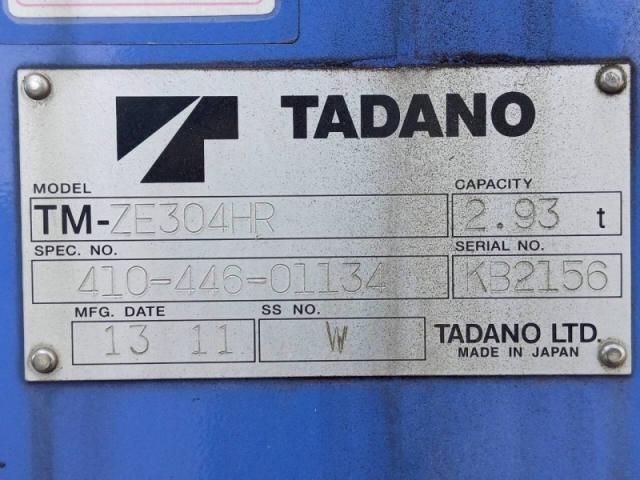 TADANO
MODEL CAPACITY
TM-ZE304HR 2.93 t
SPEC. NO. SERIAL NO.
410-446-01134 KB2156
MFG. DATE SS NO.
13 11 W TADANO LTD.
MADE IN JAPAN